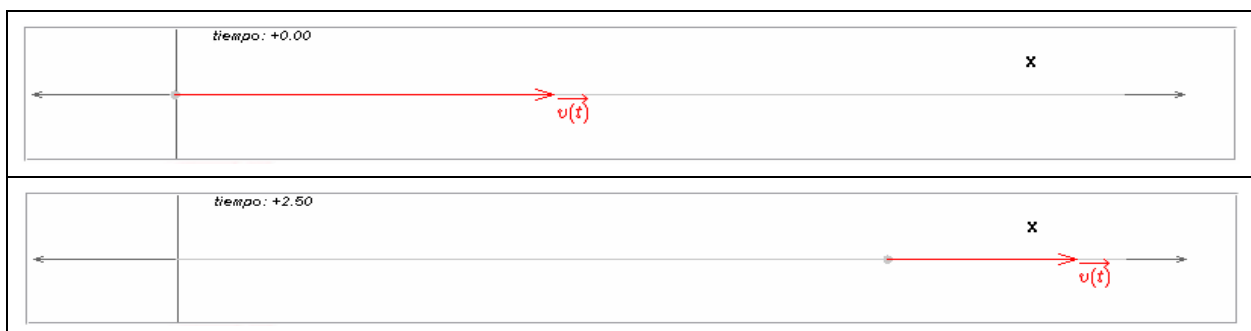 tiempo: +0.00
x
v(t)
tiempo: +2.50
x
v(t)